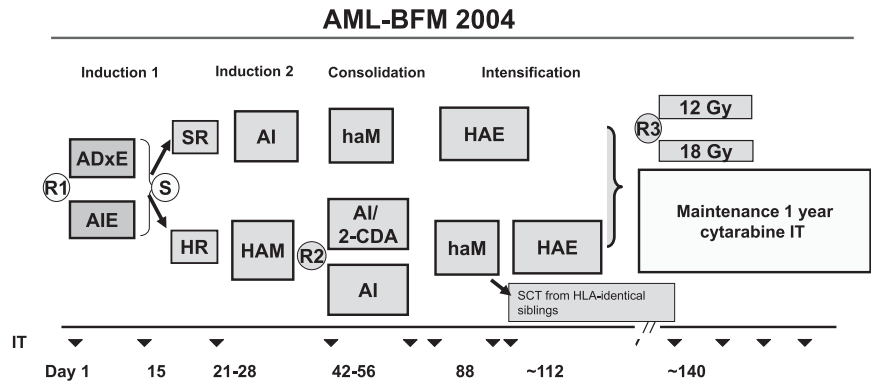 AML-BFM 2004
Induction 1 Induction 2 Consolidation Intensification
SR AI haM HAE R3 12 Gy
18 Gy
ADxE
R1 S
AIE
Maintenance 1 year
cytarabine IT
HR HAM R2 AI/
2-CDA
AI
haM HAE
SCT from HLA-identical
siblings
IT
Day 1 15 21-28 42-56 88 ~112 ~140